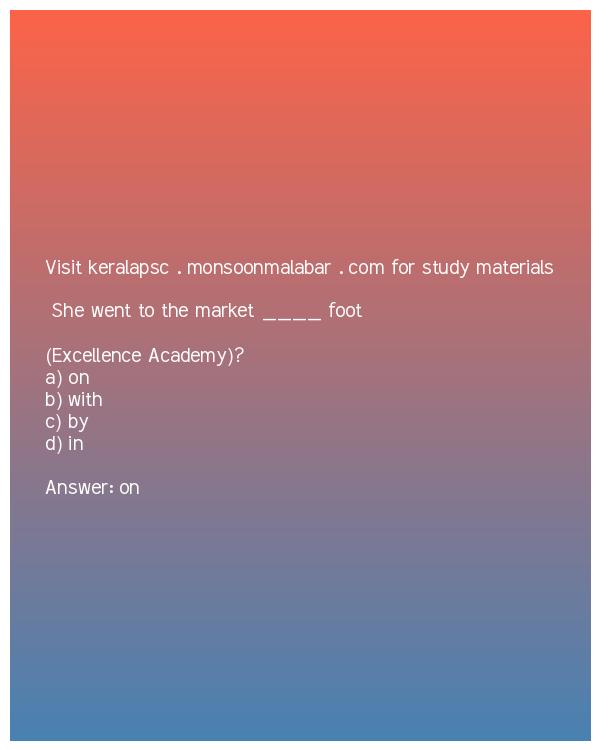 Visit keralapsc . monsoonmalabar . com for study materials
She went to the market ____ foot
(Excellence Academy)?
a) on
b) with
c) by
d) in
Answer: on